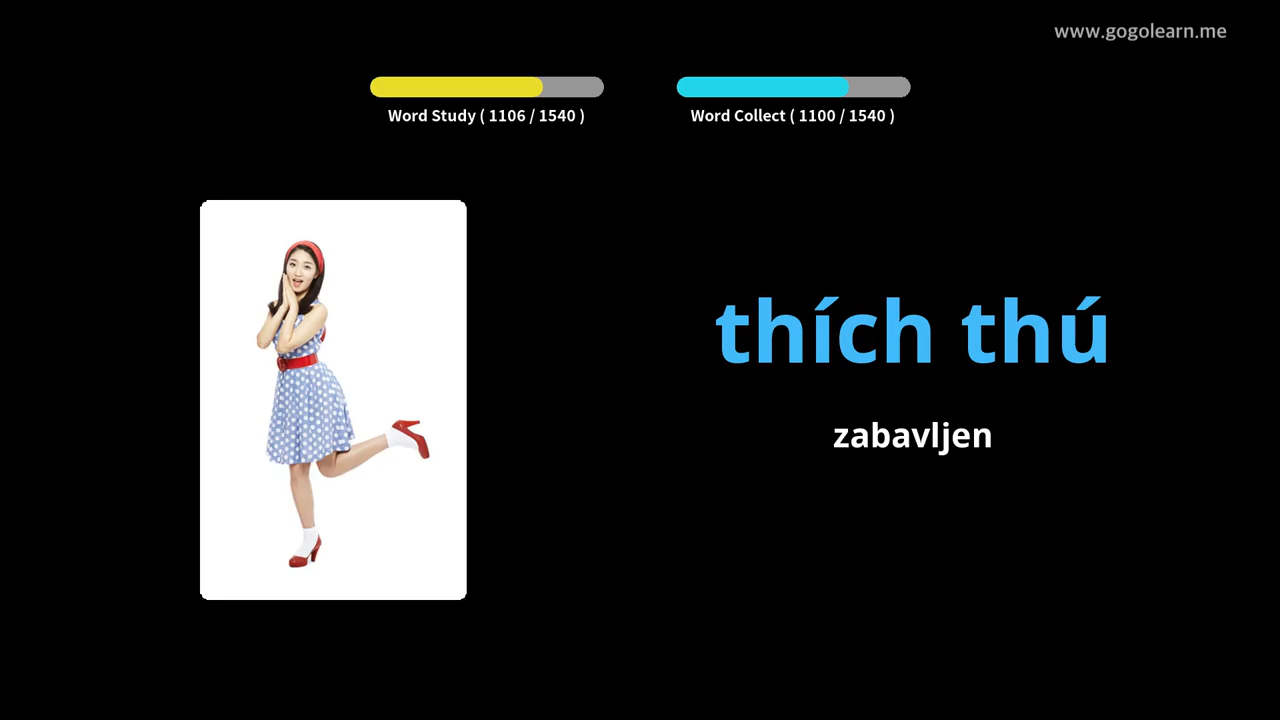 www.gogolearn.me
Word Study ( 1106 / 1540 )
Word Collect ( 1100 / 1540 )
thích thú
zabavljen